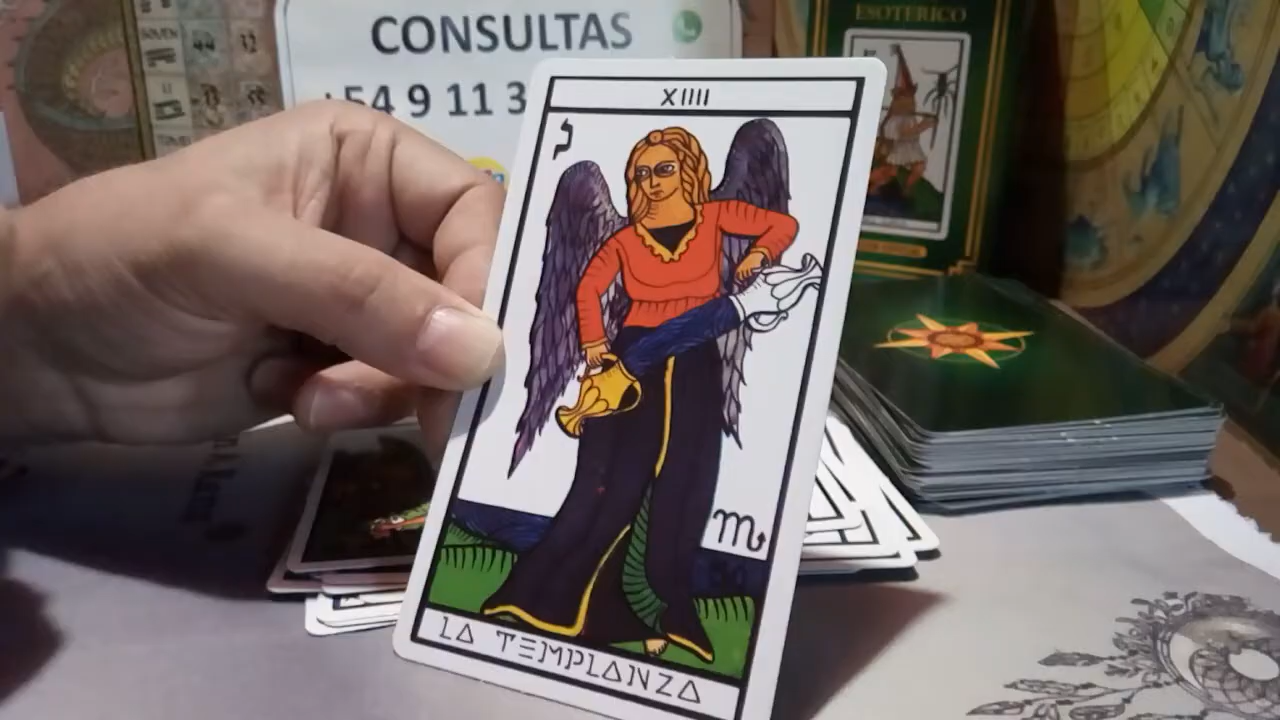 CONSULTAS
+54 9 11 3
ESOTERICO
XIIII
LA TEMPLANZA